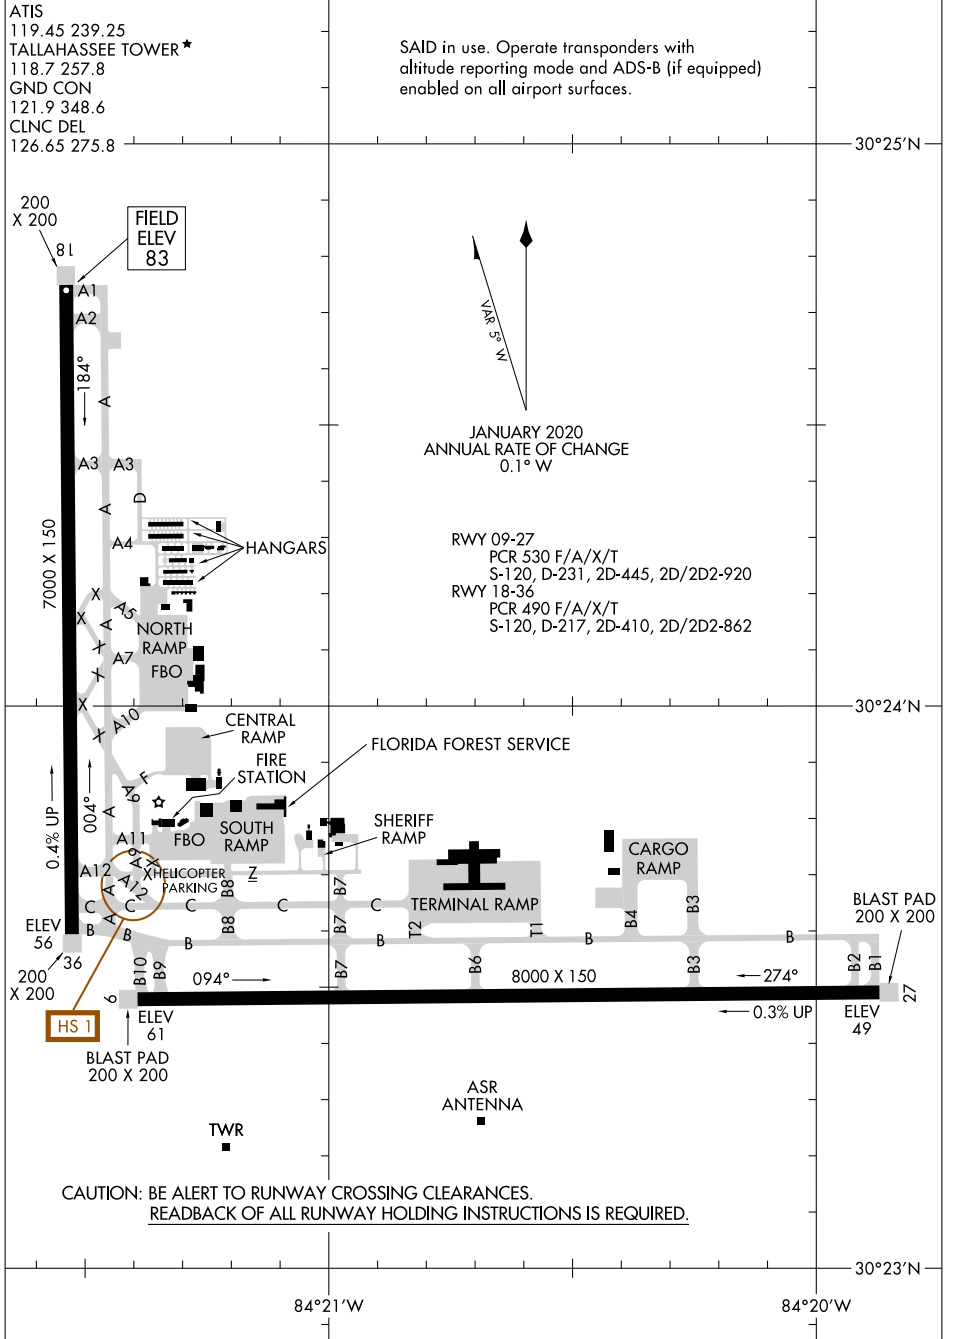 ATIS
119.45 239.25
TALLAHASSEE TOWER★
118.7 257.8
GND CON
121.9 348.6
CLNC DEL
126.65 275.8
SAID in use. Operate transponders with
altitude reporting mode and ADS-B (if equipped)
enabled on all airport surfaces.
30°25'N
200
X 200
FIELD
ELEV
83
18
A1
A2
184°
A
VAR 5° W
JANUARY 2020
ANNUAL RATE OF CHANGE
0.1° W
A3
A3
D
A
7000 X 150
A4
HANGARS
RWY 09-27
PCR 530 F/A/X/T
S-120, D-231, 2D-445, 2D/2D2-920
RWY 18-36
PCR 490 F/A/X/T
S-120, D-217, 2D-410, 2D/2D2-862
X
A5
X
A
NORTH
RAMP
FBO
X
A7
X
X
A10
X
30°24'N
CENTRAL
RAMP
FIRE
STATION
FLORIDA FOREST SERVICE
F
A9
0.4% UP
004°
A
A11
FBO
SOUTH
RAMP
SHERIFF
RAMP
CARGO
RAMP
A12
A9
X
X
A12
HELICOPTER
PARKING
B8
Z
B7
A
C
C
C
C
C
TERMINAL RAMP
BLAST PAD
200 X 200
A
ELEV
56
B
B
B
B8
B7
B
T2
T1
B
B4
B3
B
36
200
X 200
B10
B9
094°
B7
B6
8000 X 150
B3
274°
B2
B1
9
27
HS 1
ELEV
61
0.3% UP
ELEV
49
BLAST PAD
200 X 200
ASR
ANTENNA
TWR
CAUTION: BE ALERT TO RUNWAY CROSSING CLEARANCES.
READBACK OF ALL RUNWAY HOLDING INSTRUCTIONS IS REQUIRED.
30°23'N
84°21'W
84°20'W